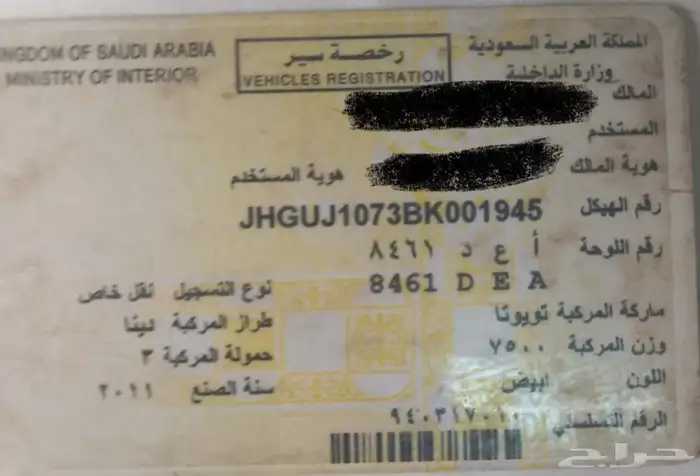 المملكة العربية السعودية
وزارة الداخلية
رخصة سير
VEHICLES REGISTRATION
KINGDOM OF SAUDI ARABIA
MINISTRY OF INTERIOR
المالك
المستخدم
هوية المالك هوية المستخدم
رقم الهيكل JHGUJ1073BK001945
رقم اللوحة أ ع د ٨٤٦١
8461 D E A
نوع التسجيل نقل خاص
ماركة المركبة تويوتا طراز المركبة دينا
وزن المركبة ٧٥٠٠ حمولة المركبة ٣
اللون ابيض سنة الصنع ٢٠١١
الرقم التسلسلي ٩٤٠٣١٧٠١٠
حراج